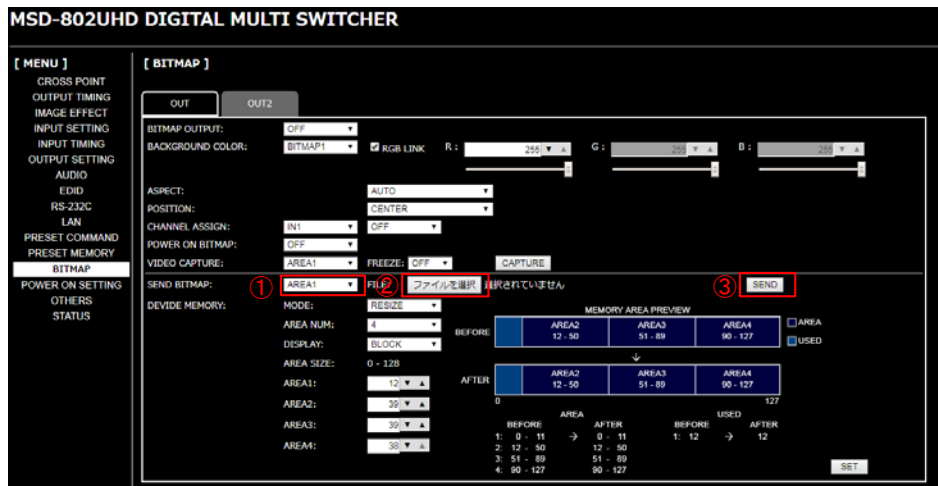 MSD-802UHD DIGITAL MULTI SWITCHER
[ MENU ]
CROSS POINT
OUTPUT TIMING
IMAGE EFFECT
INPUT SETTING
INPUT TIMING
OUTPUT SETTING
AUDIO
EDID
RS-232C
LAN
PRESET COMMAND
PRESET MEMORY
BITMAP
POWER ON SETTING
OTHERS
STATUS
[ BITMAP ]
OUT OUT2
BITMAP OUTPUT: OFF
BACKGROUND COLOR: BITMAP1 RGB LINK R : 255 G : 255 B : 255
ASPECT: AUTO
POSITION: CENTER
CHANNEL ASSIGN: IN1 OFF
POWER ON BITMAP: OFF
VIDEO CAPTURE: AREA1 FREEZE: OFF CAPTURE
SEND BITMAP: ① AREA1 FILE: ② ファイルを選択 選択されていません ③ SEND
DEVIDE MEMORY: MODE: RESIZE
AREA NUM: 4
DISPLAY: BLOCK
AREA SIZE: 0 - 128
AREA1: 12
AREA2: 39
AREA3: 39
AREA4: 38
MEMORY AREA PREVIEW
BEFORE AREA2 AREA3 AREA4
12 - 50 51 - 89 90 - 127
AREA
USED
↓
AFTER AREA2 AREA3 AREA4
12 - 50 51 - 89 90 - 127
0 127
AREA USED
BEFORE AFTER BEFORE AFTER
1: 0 - 11 → 0 - 11 1: 12 → 12
2: 12 - 50 12 - 50
3: 51 - 89 51 - 89
4: 90 - 127 90 - 127
SET